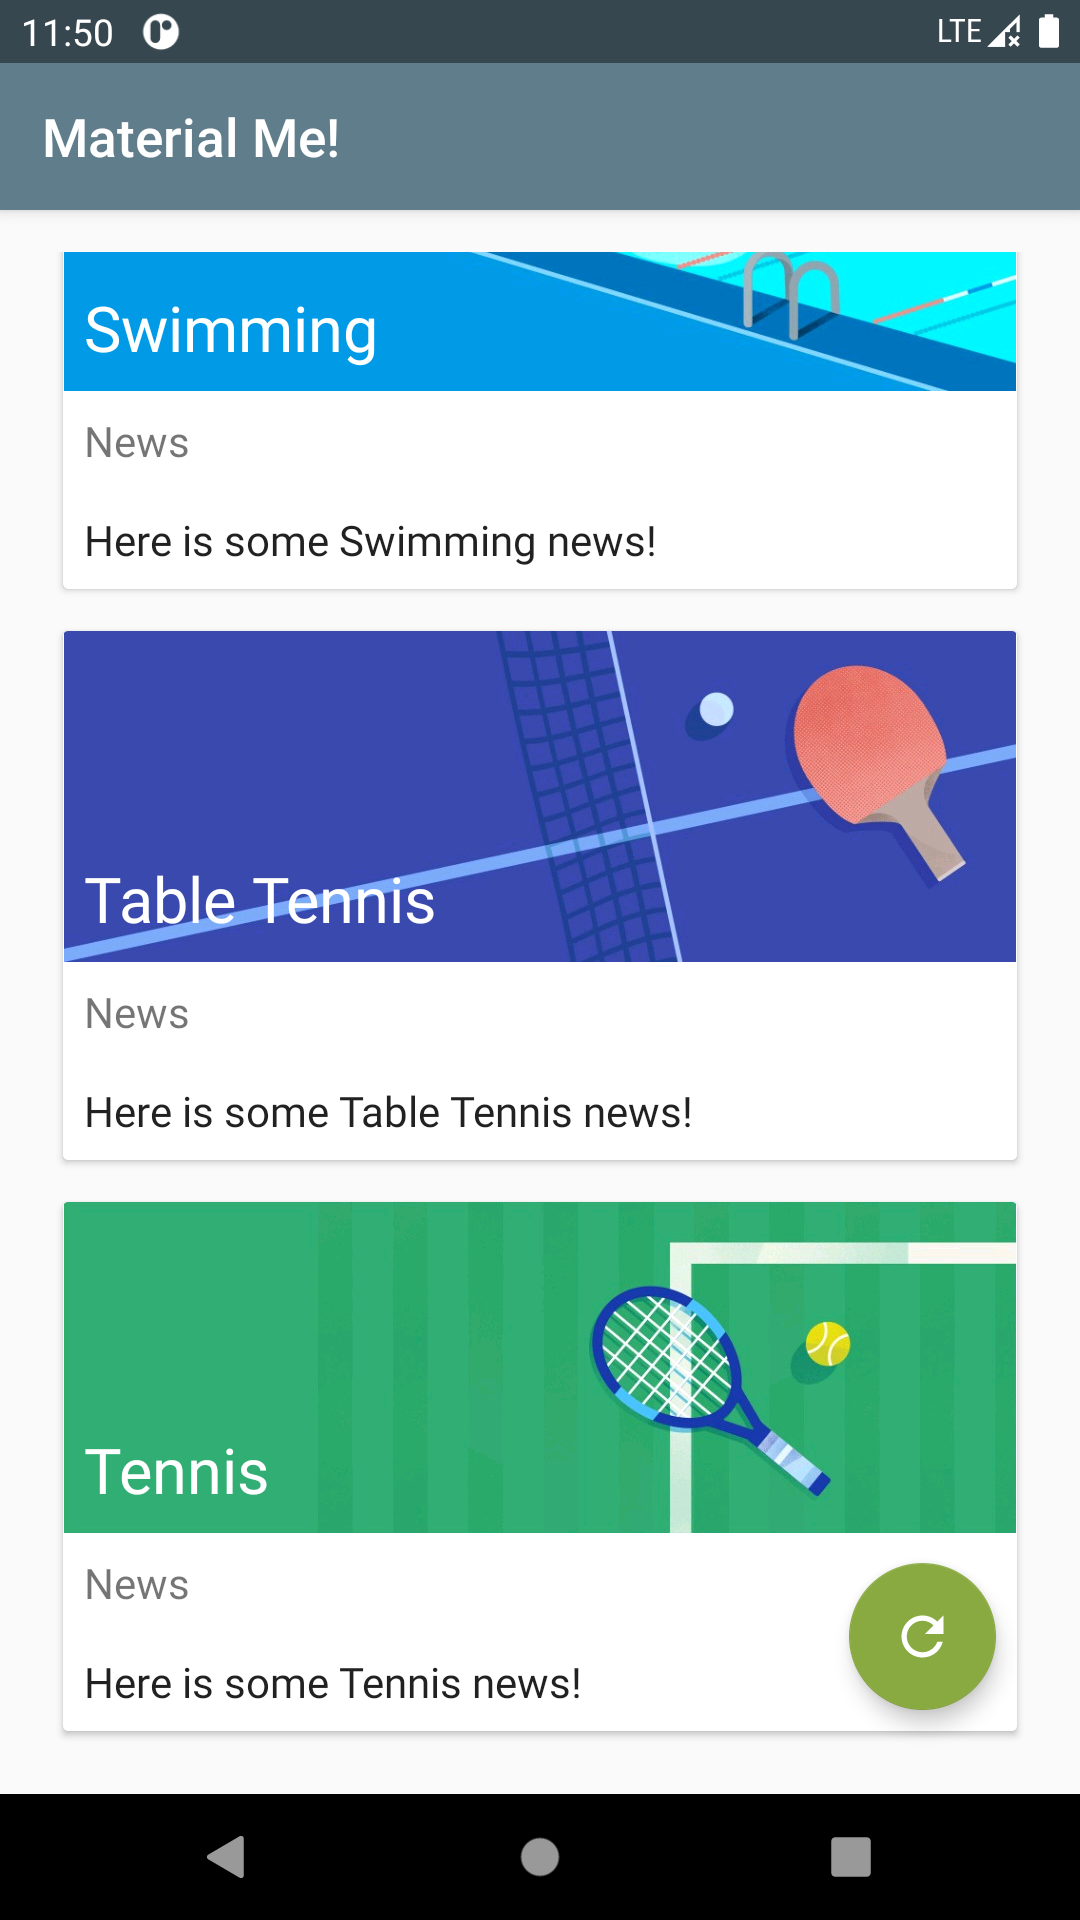 11:50
LTE
Material Me!
Swimming
News
Here is some Swimming news!
Table Tennis
News
Here is some Table Tennis news!
Tennis
News
Here is some Tennis news!